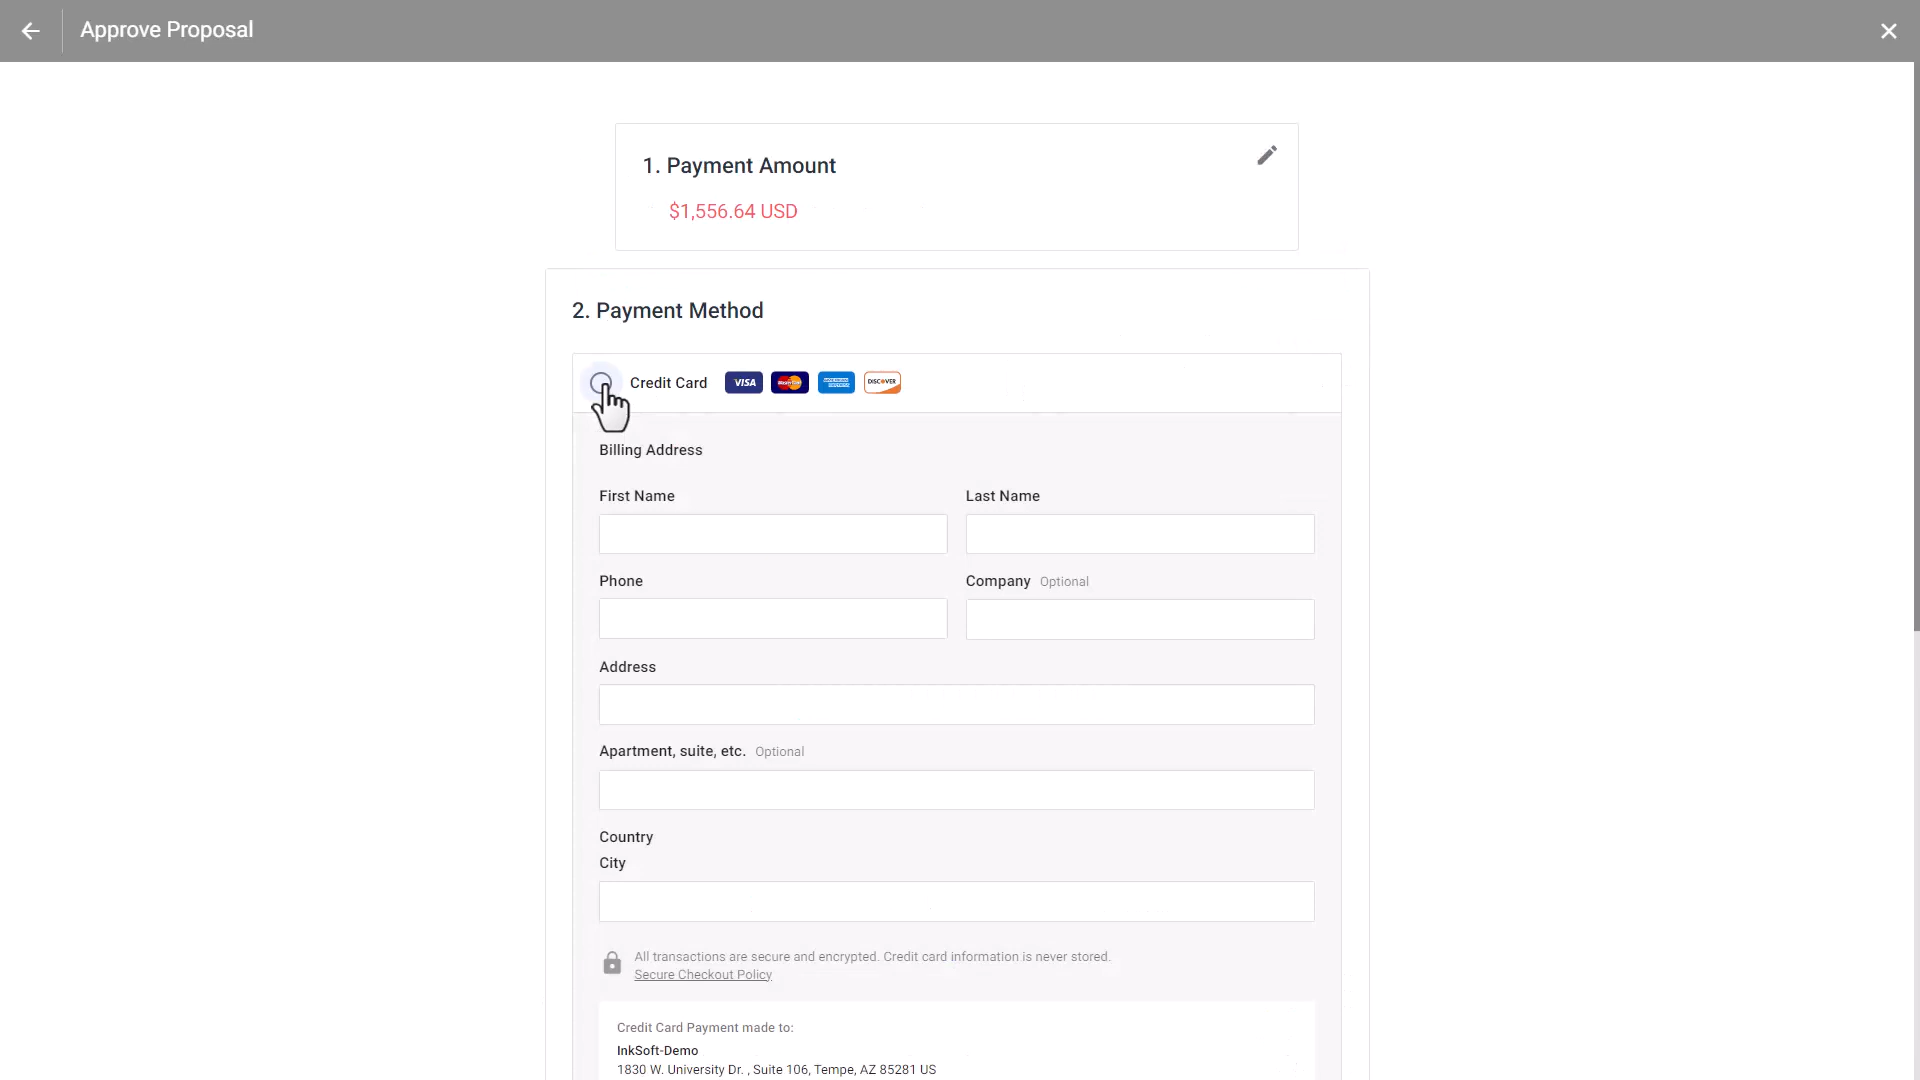 Approve Proposal
1. Payment Amount
$1,556.64 USD
2. Payment Method
Credit Card VISA MasterCard AMERICAN EXPRESS DISCOVER
Billing Address
First Name Last Name
Phone Company Optional
Address
Apartment, suite, etc. Optional
Country
City
All transactions are secure and encrypted. Credit card information is never stored.
Secure Checkout Policy
Credit Card Payment made to:
InkSoft-Demo
1830 W. University Dr. , Suite 106, Tempe, AZ 85281 US